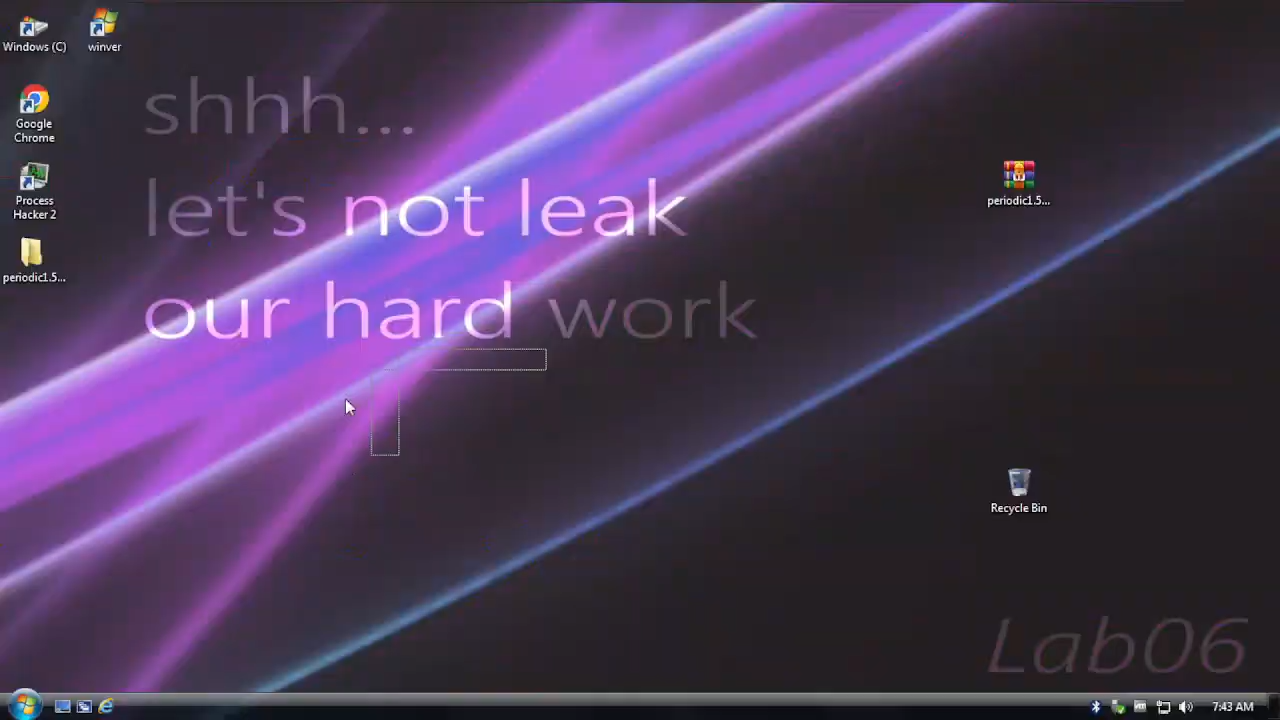 Windows (C)
winver
shhh...
Google
Chrome
let's not leak
Process
Hacker 2
periodic1.5...
periodic1.5...
our hard work
Recycle Bin
Lab06
7:43 AM